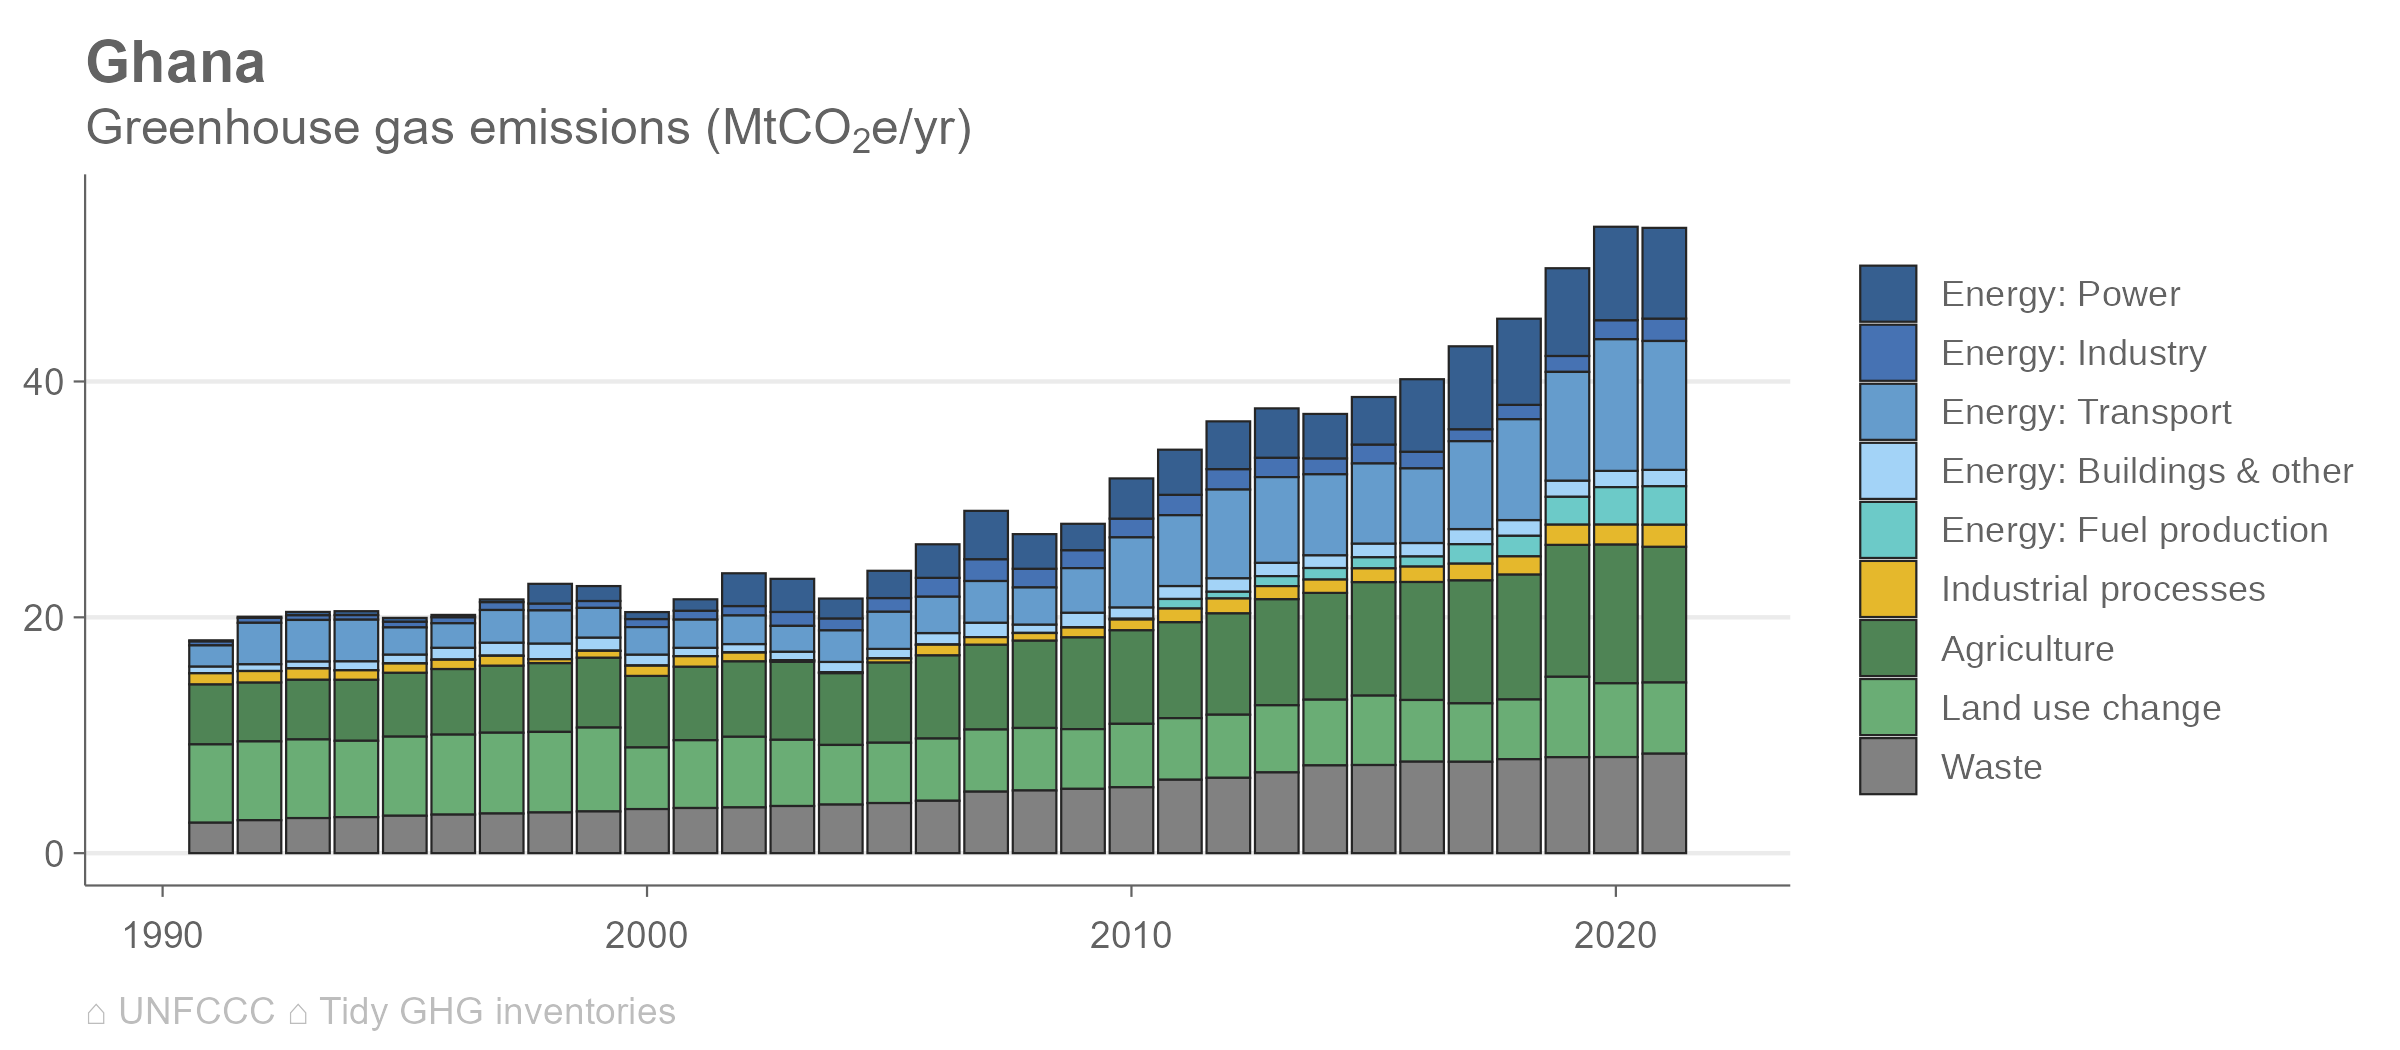 Ghana
Greenhouse gas emissions (MtCO₂e/yr)
40
20
0
1990
2000
2010
2020
Energy: Power
Energy: Industry
Energy: Transport
Energy: Buildings & other
Energy: Fuel production
Industrial processes
Agriculture
Land use change
Waste
⌂ UNFCCC ⌂ Tidy GHG inventories